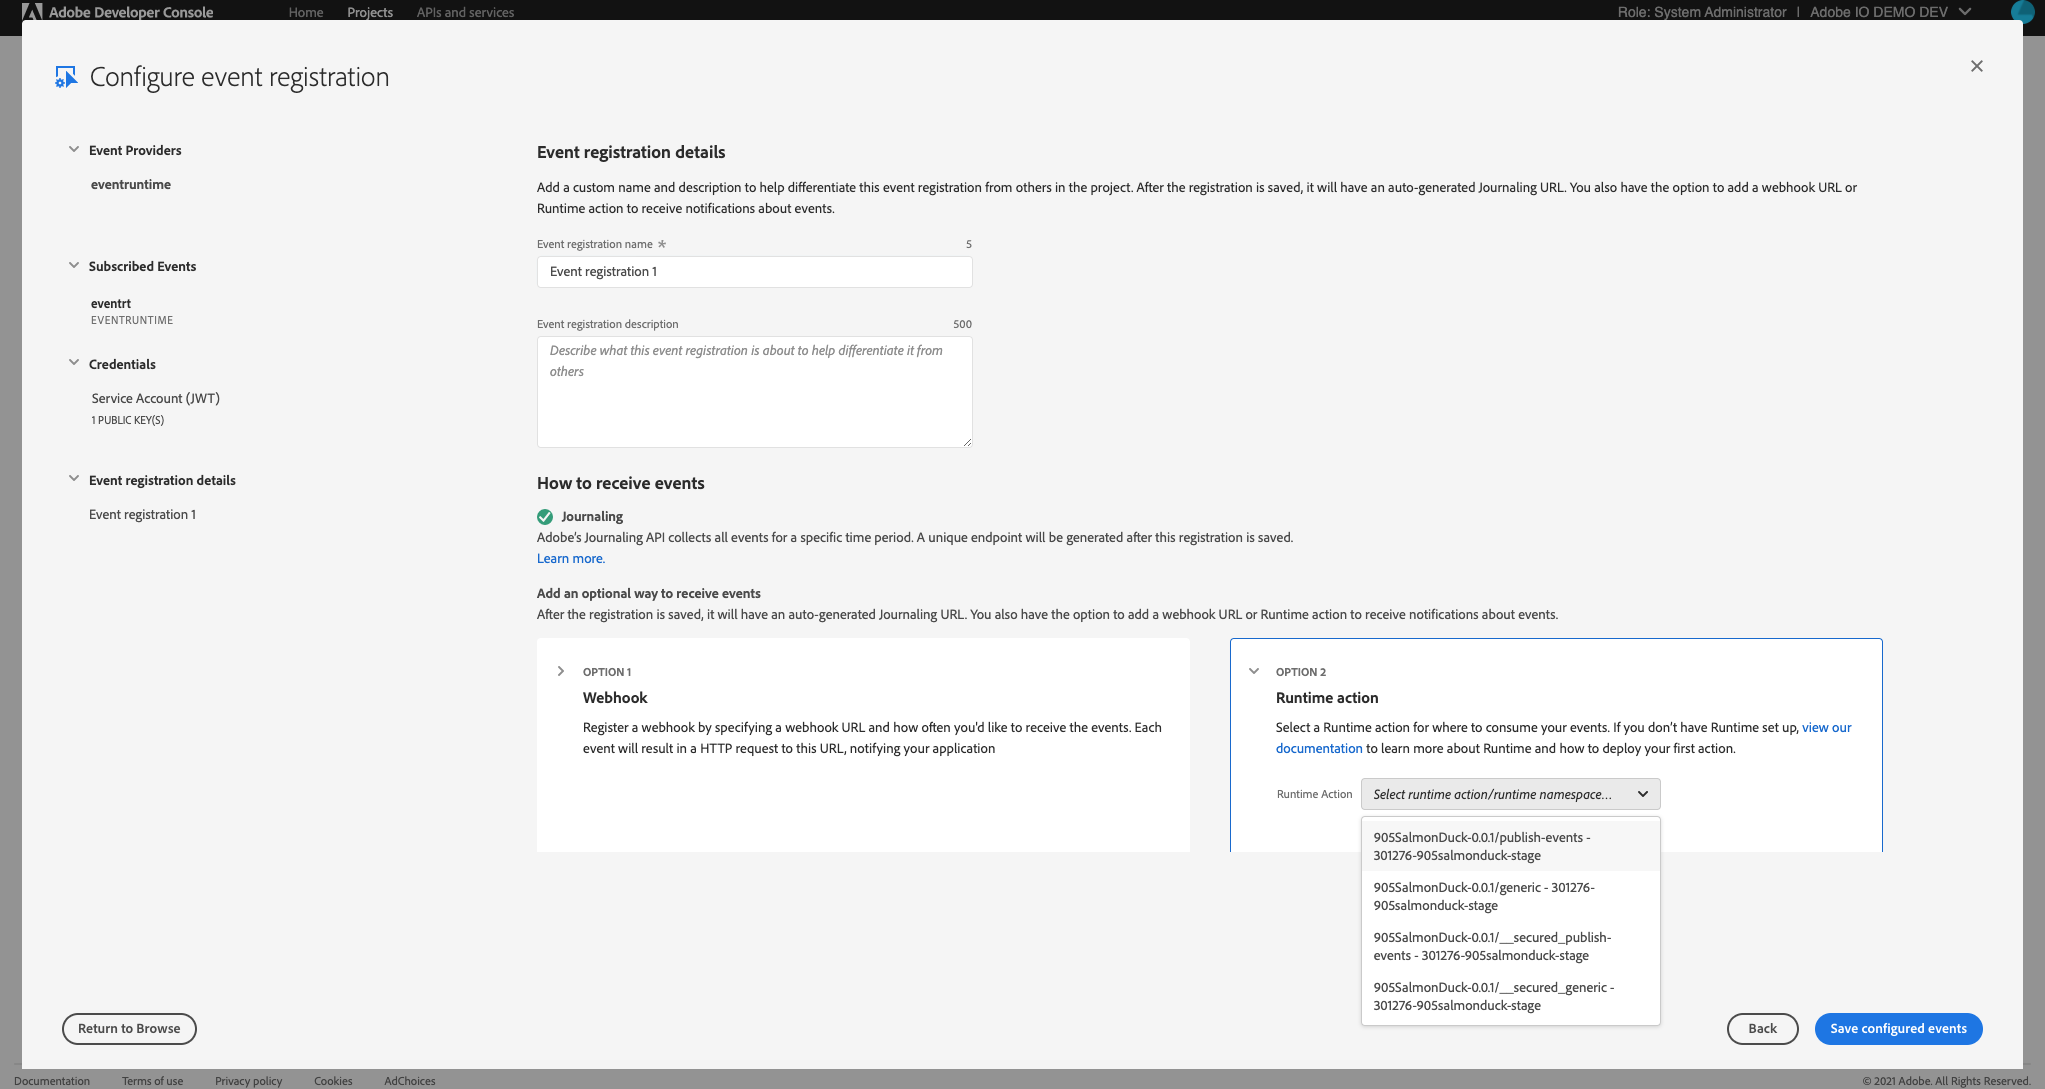 Adobe Developer Console
Home Projects APIs and services
Role: System Administrator | Adobe IO DEMO DEV
Configure event registration
Event Providers
eventruntime
Subscribed Events
eventrt
EVENTRUNTIME
Credentials
Service Account (JWT)
1 PUBLIC KEY(S)
Event registration details
Event registration 1
Event registration details
Add a custom name and description to help differentiate this event registration from others in the project. After the registration is saved, it will have an auto-generated Journaling URL. You also have the option to add a webhook URL or
Runtime action to receive notifications about events.
Event registration name * 5
Event registration 1
Event registration description 500
Describe what this event registration is about to help differentiate it from
others
How to receive events
Journaling
Adobe's Journaling API collects all events for a specific time period. A unique endpoint will be generated after this registration is saved.
Learn more.
Add an optional way to receive events
After the registration is saved, it will have an auto-generated Journaling URL. You also have the option to add a webhook URL or Runtime action to receive notifications about events.
OPTION 1
Webhook
Register a webhook by specifying a webhook URL and how often you'd like to receive the events. Each
event will result in a HTTP request to this URL, notifying your application
OPTION 2
Runtime action
Select a Runtime action for where to consume your events. If you don't have Runtime set up, view our
documentation to learn more about Runtime and how to deploy your first action.
Runtime Action Select runtime action/runtime namespace...
905SalmonDuck-0.0.1/publish-events -
301276-905salmonduck-stage
905SalmonDuck-0.0.1/generic - 301276-
905salmonduck-stage
905SalmonDuck-0.0.1/__secured_publish-
events - 301276-905salmonduck-stage
905SalmonDuck-0.0.1/__secured_generic -
301276-905salmonduck-stage
Return to Browse
Back
Save configured events
Documentation Terms of use Privacy policy Cookies AdChoices
© 2021 Adobe. All Rights Reserved.